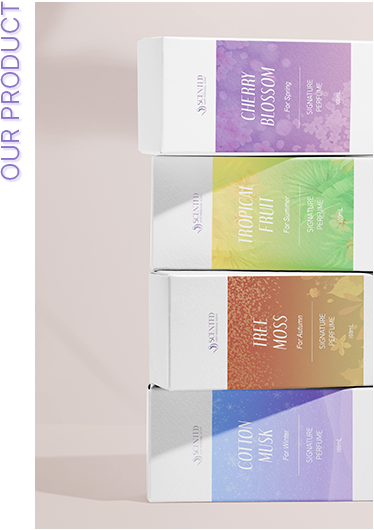 OUR PRODUCT
SCENTED
CHERRY
BLOSSOM
For Spring
SIGNATURE
PERFUME
SCENTED
TROPICAL
FRUIT
For Summer
SIGNATURE
PERFUME
SCENTED
TREE
MOSS
For Autumn
SIGNATURE
PERFUME
SCENTED
COTTON
MUSK
For Winter
SIGNATURE
PERFUME